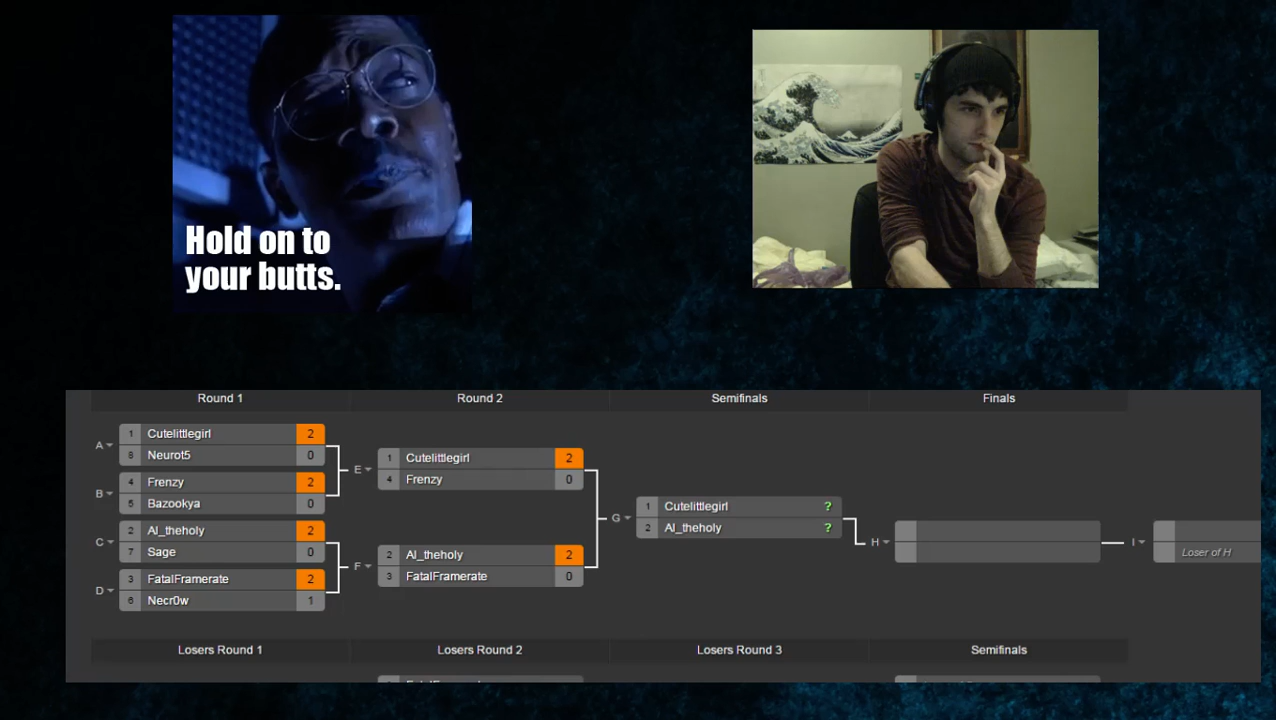 Hold on to
your butts.
Round 1
Round 2
Semifinals
Finals
A
1 Cutelittlegirl 2
8 Neurot5 0
B
4 Frenzy 2
5 Bazookya 0
C
2 Al_theholy 2
7 Sage 0
D
3 FatalFramerate 2
6 Necr0w 1
E
1 Cutelittlegirl 2
4 Frenzy 0
F
2 Al_theholy 2
3 FatalFramerate 0
G
1 Cutelittlegirl ?
2 Al_theholy ?
H
I
Loser of H
Losers Round 1
Losers Round 2
Losers Round 3
Semifinals